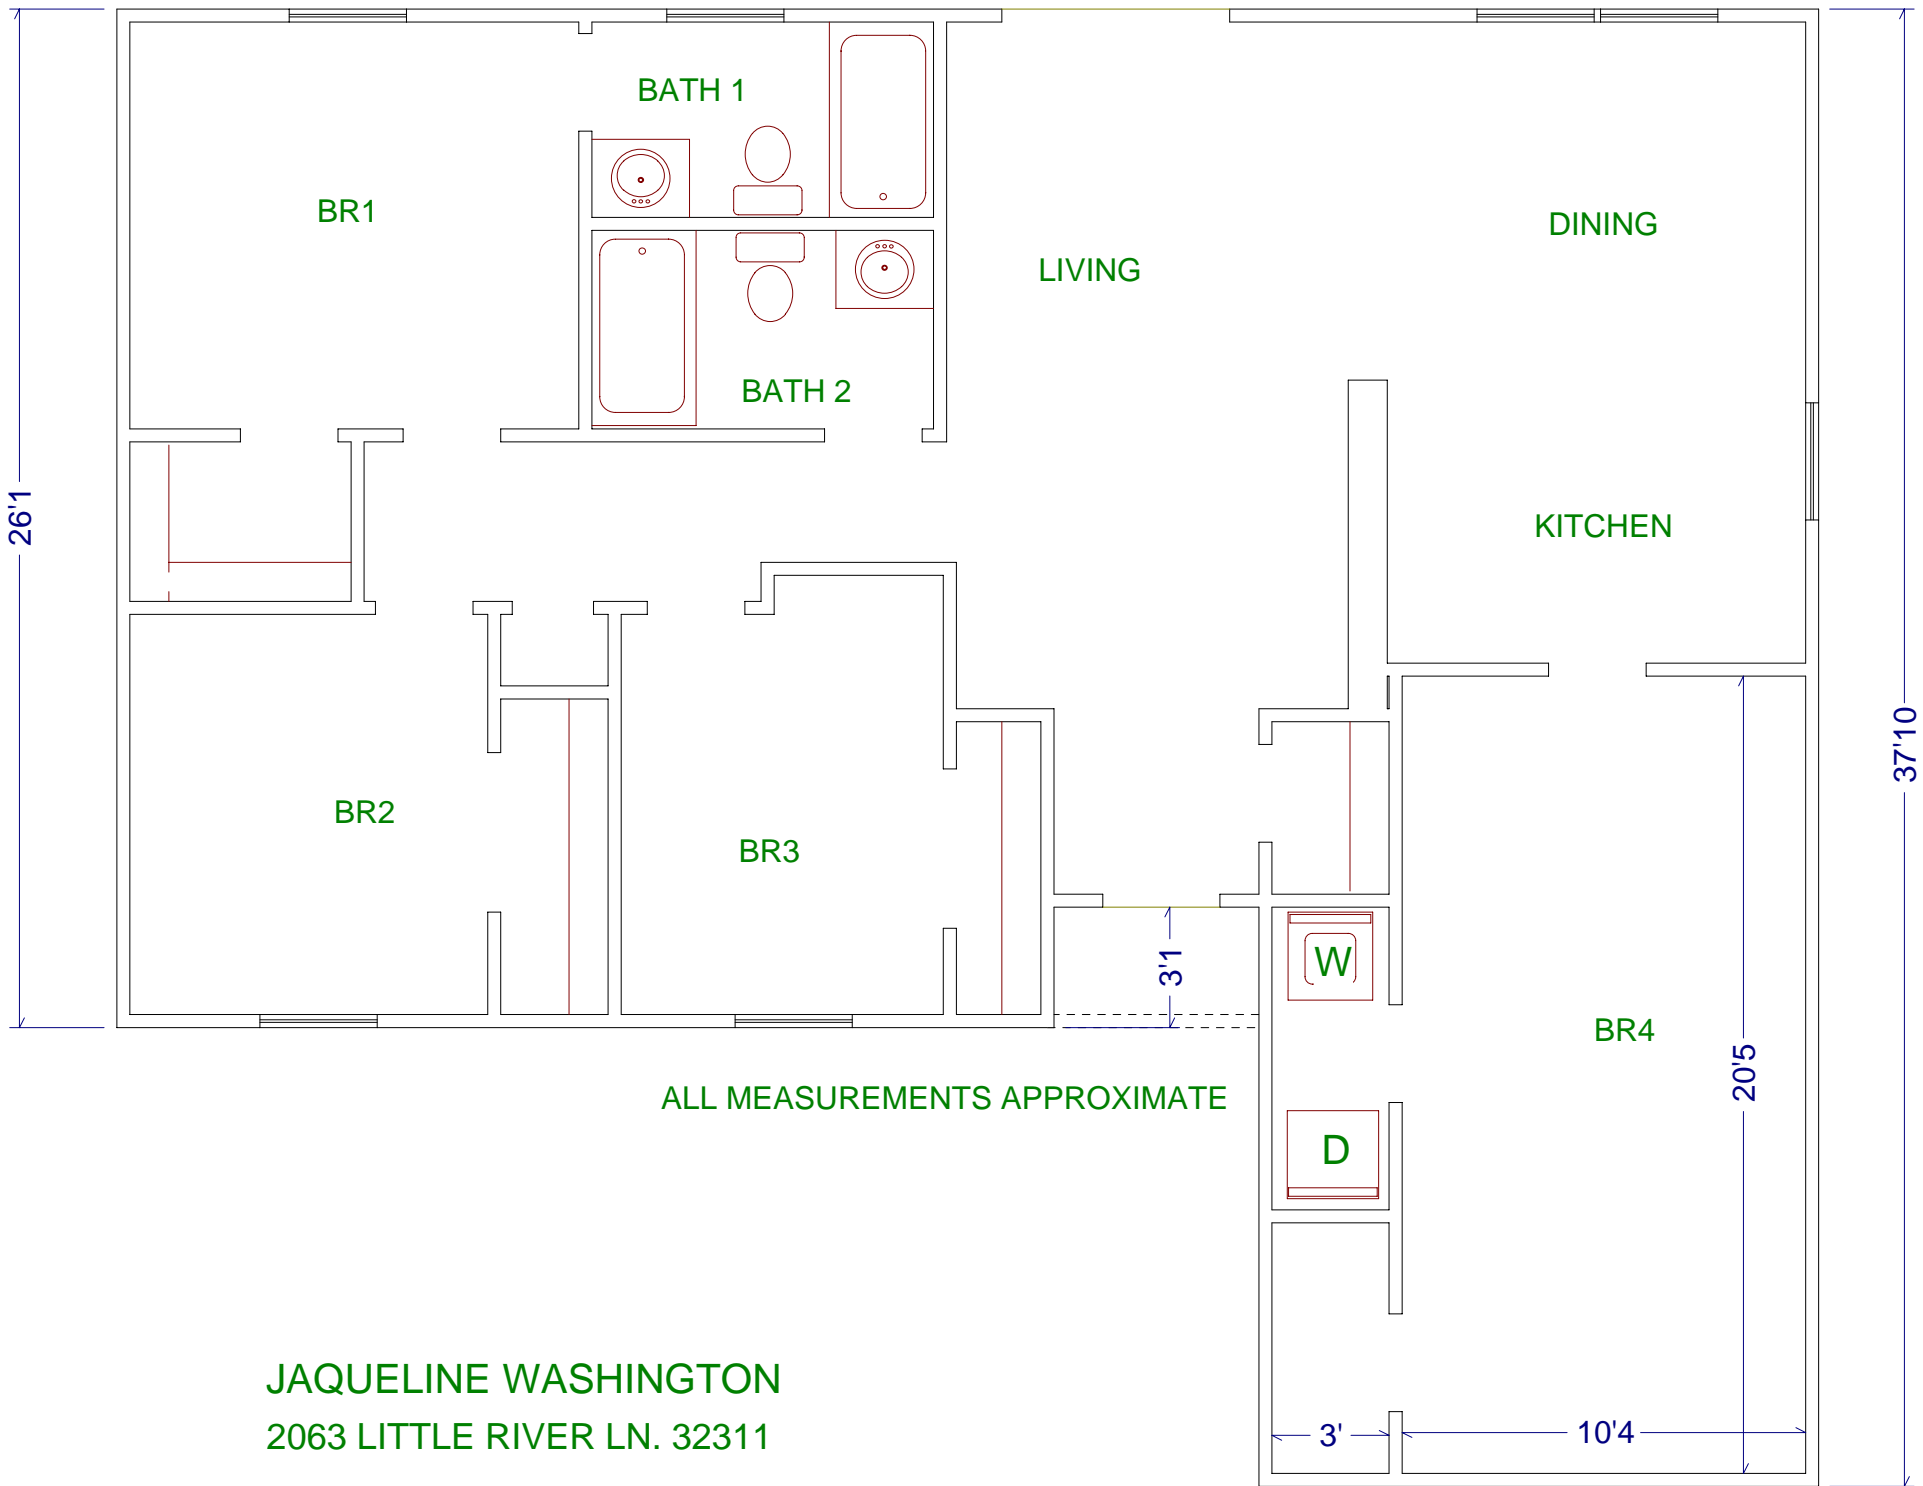 BATH 1
BR1
DINING
LIVING
BATH 2
26'1
KITCHEN
37'10
BR2
BR3
W
3'1
BR4
20'5
ALL MEASUREMENTS APPROXIMATE
D
JAQUELINE WASHINGTON
2063 LITTLE RIVER LN. 32311
3'
10'4